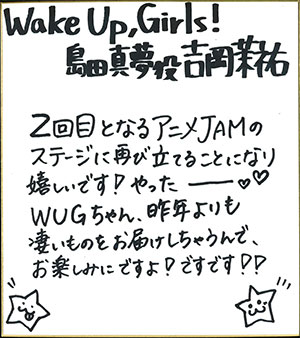 Wake Up, Girls!
島田真夢役 吉岡茉祐
2回目となるアニメJAMの
ステージに再び立てることになり
嬉しいです!やったー♡♡
WUGちゃん、昨年よりも
凄いものをお届けしちゃうんで、
お楽しみにですよ!ですです!!